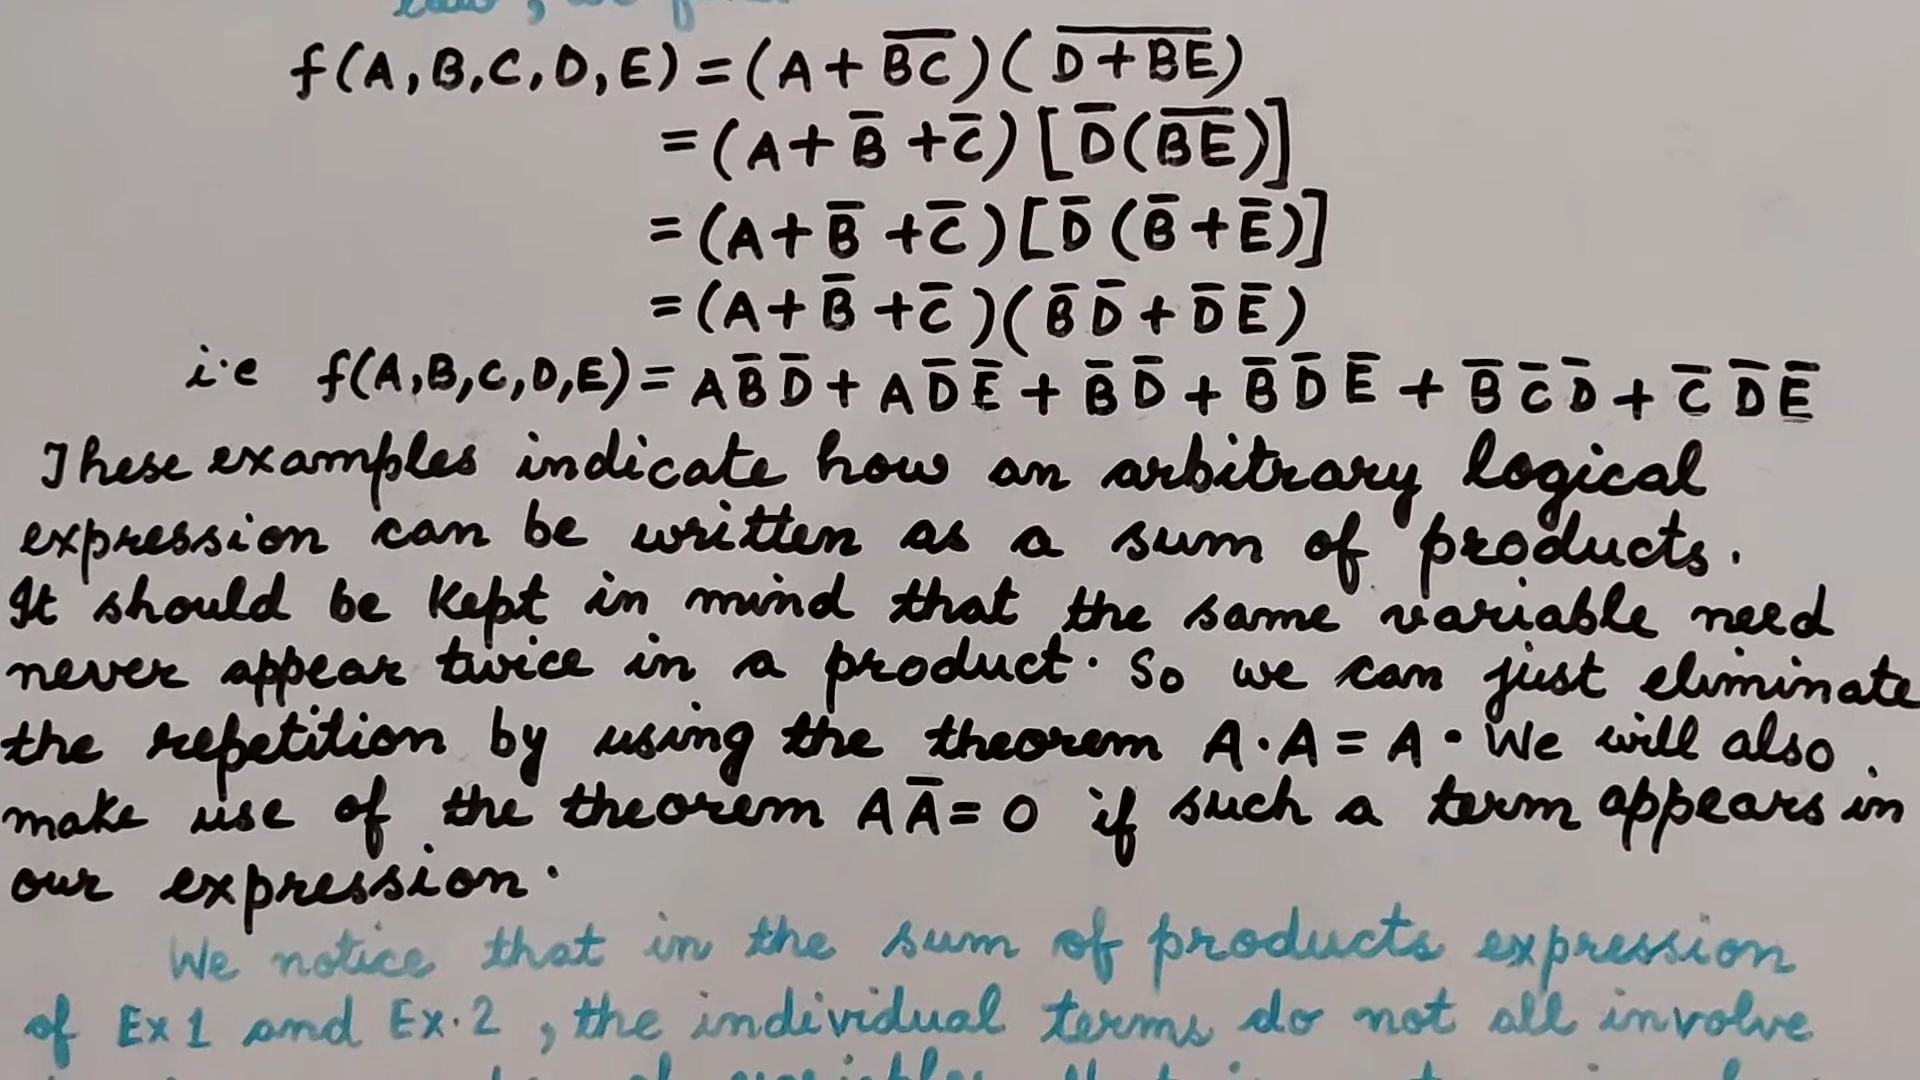 law, we find
f(A,B,C,D,E) = (A + B̅C̅)( D̅ ̅+̅ ̅B̅E̅)
= (A + B̅ + C̅) [D̅(B̅E̅)]
= (A + B̅ + C̅)[D̅ (B̅ + E̅)]
= (A + B̅ + C̅)(B̅ D̅ + D̅ E̅)
i.e f(A,B,C,D,E) = A B̅ D̅ + A D̅ E̅ + B̅ D̅ + B̅ D̅ E̅ + B̅ C̅ D̅ + C̅ D̅ E̅
These examples indicate how an arbitrary logical
expression can be written as a sum of products.
It should be kept in mind that the same variable need
never appear twice in a product. So we can just eliminate
the repetition by using the theorem A·A = A. We will also
make use of the theorem AA̅ = 0 if such a term appears in
our expression.
We notice that in the sum of products expression
of Ex 1 and Ex. 2, the individual terms do not all involve